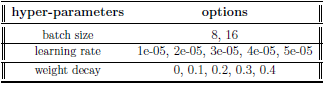 hyper-parameters options
batch size 8, 16
learning rate 1e-05, 2e-05, 3e-05, 4e-05, 5e-05
weight decay 0, 0.1, 0.2, 0.3, 0.4